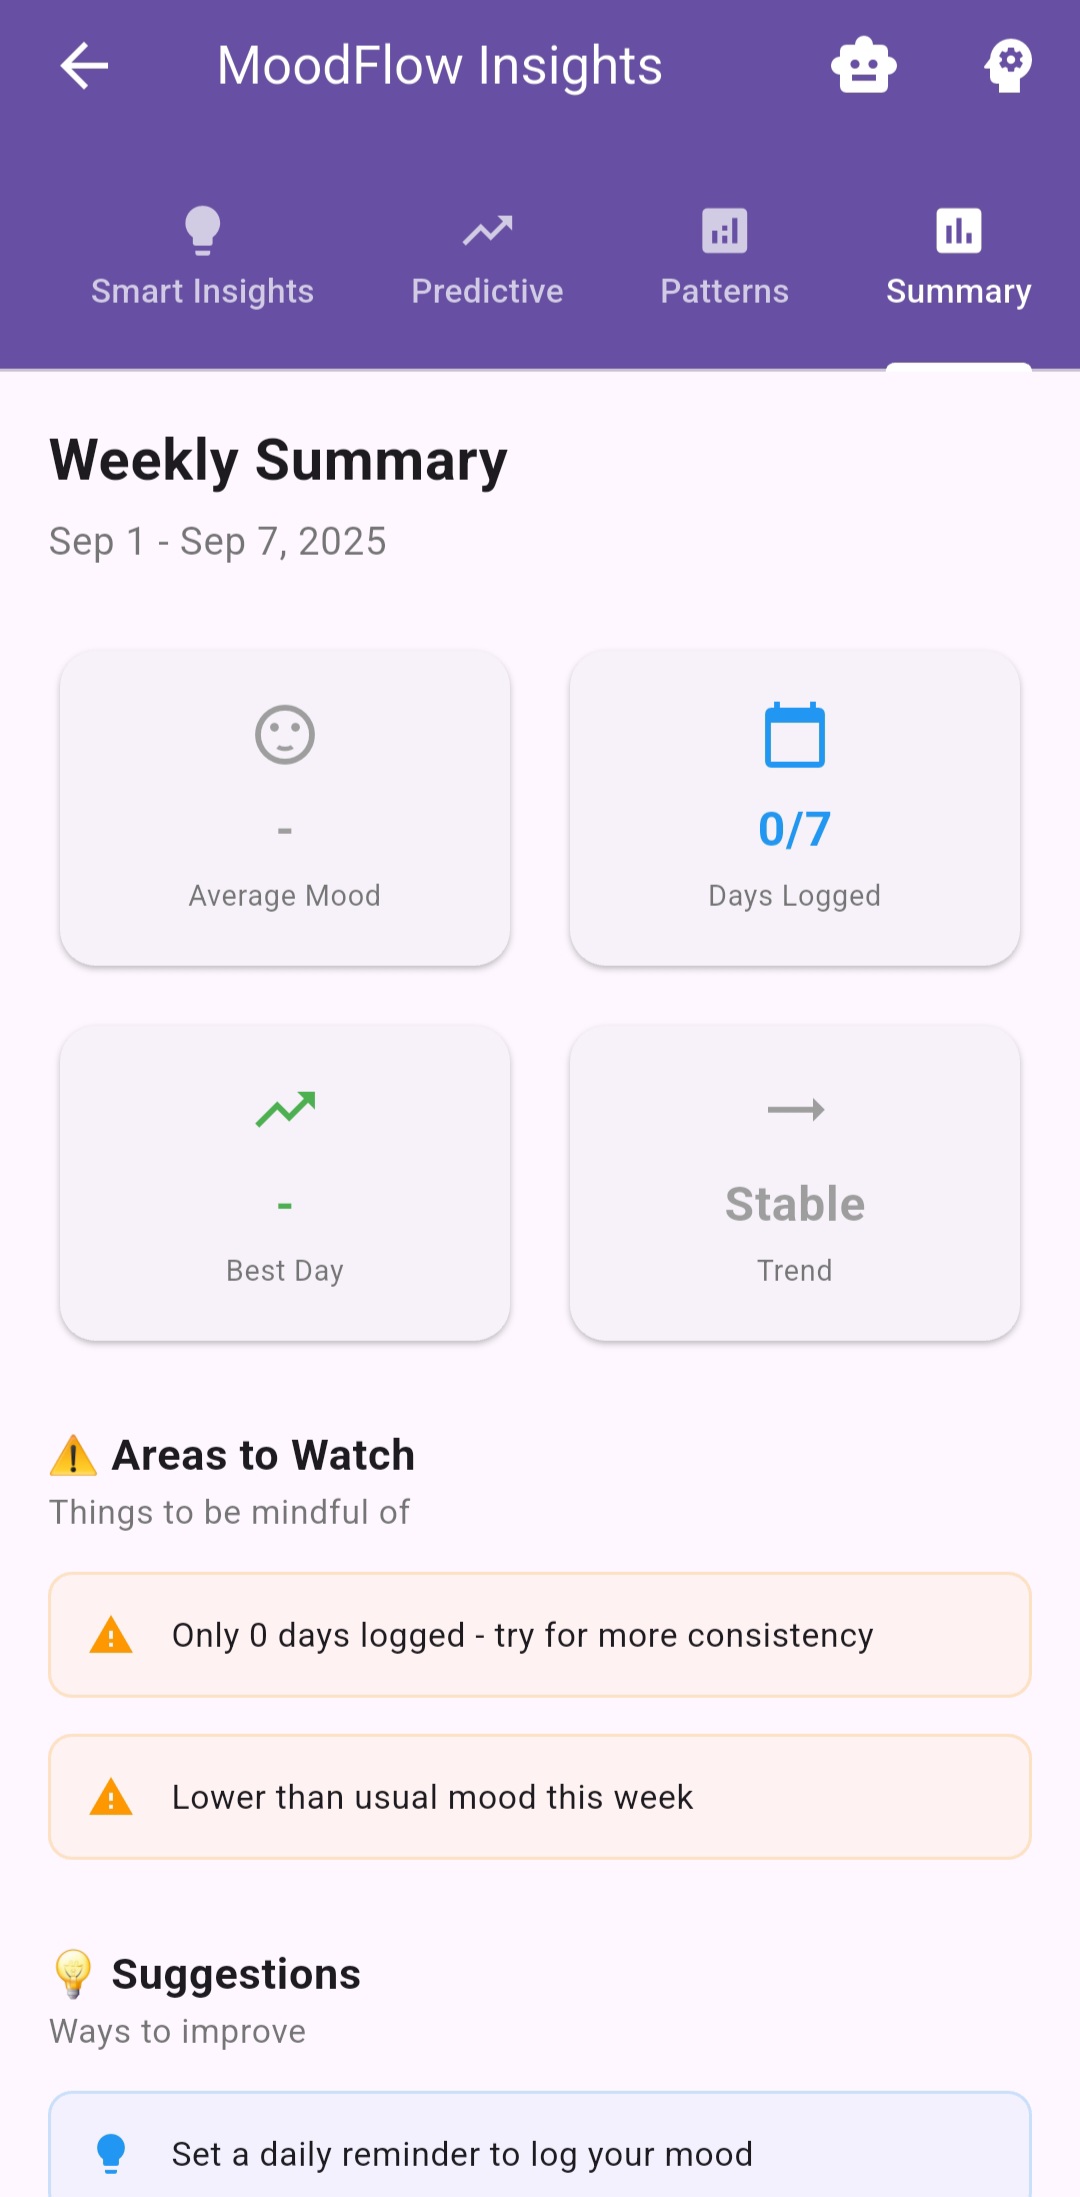 MoodFlow Insights
Smart Insights
Predictive
Patterns
Summary
Weekly Summary
Sep 1 - Sep 7, 2025
-
Average Mood
0/7
Days Logged
-
Best Day
Stable
Trend
⚠️ Areas to Watch
Things to be mindful of
Only 0 days logged - try for more consistency
Lower than usual mood this week
💡 Suggestions
Ways to improve
Set a daily reminder to log your mood